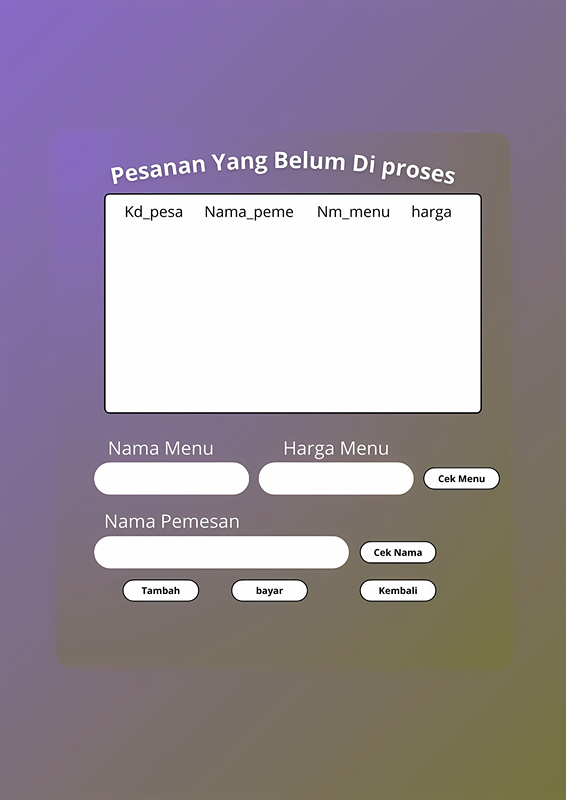 Pesanan Yang Belum Di proses
Kd_pesa Nama_peme Nm_menu harga
Nama Menu Harga Menu
Cek Menu
Nama Pemesan
Cek Nama
Tambah bayar Kembali